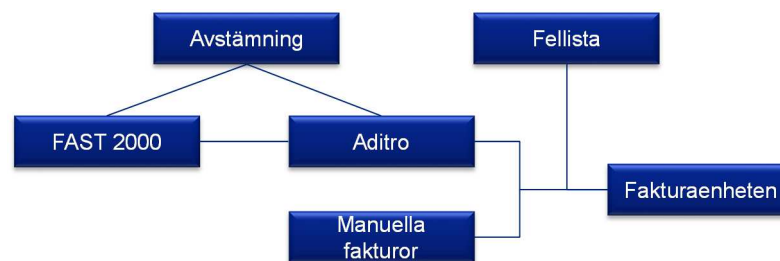 Avstämning
Fellista
FAST 2000
Aditro
Fakturaenheten
Manuella
fakturor